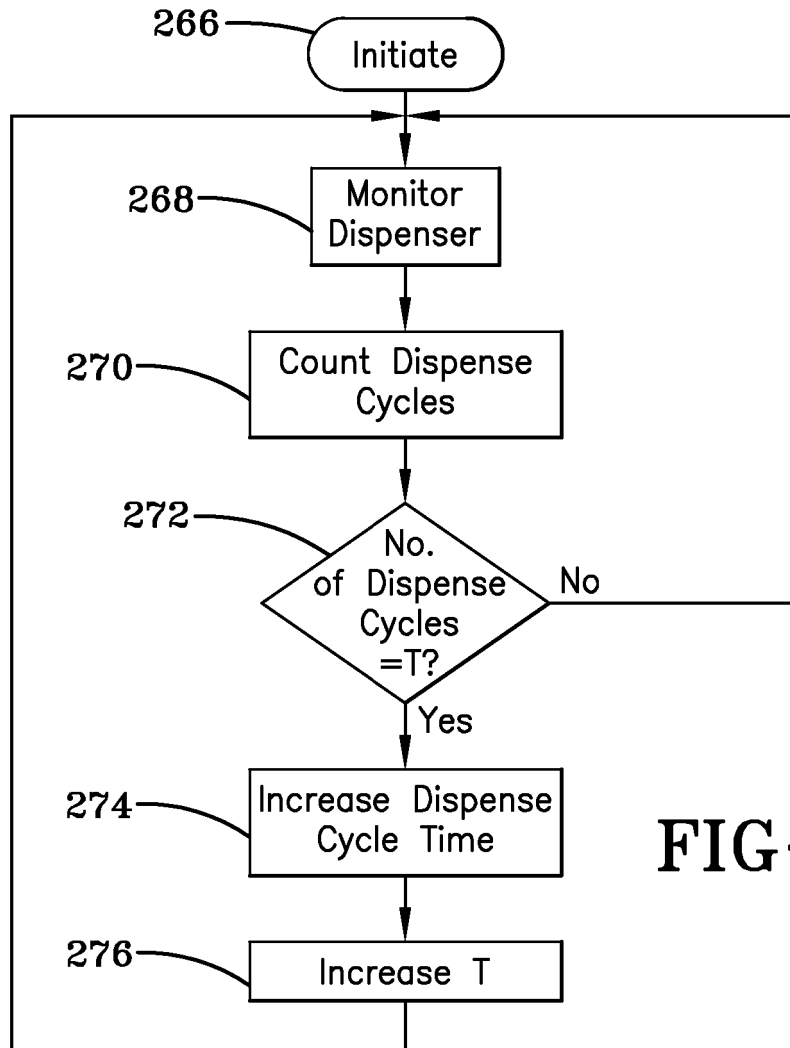 266
Initiate
268
Monitor
Dispenser
270
Count Dispense
Cycles
272
No.
of Dispense
Cycles
=T?
No
Yes
274
Increase Dispense
Cycle Time
FIG-
276
Increase T